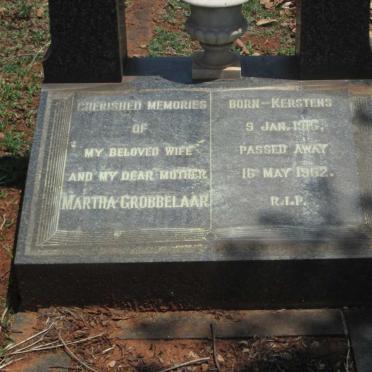 CHERISHED MEMORIES
OF
MY BELOVED WIFE
AND MY DEAR MOTHER
MARTHA GROBBELAAR
BORN-KERSTENS
9 JAN. 1916.
PASSED AWAY
16 MAY 1962.
R.I.P.